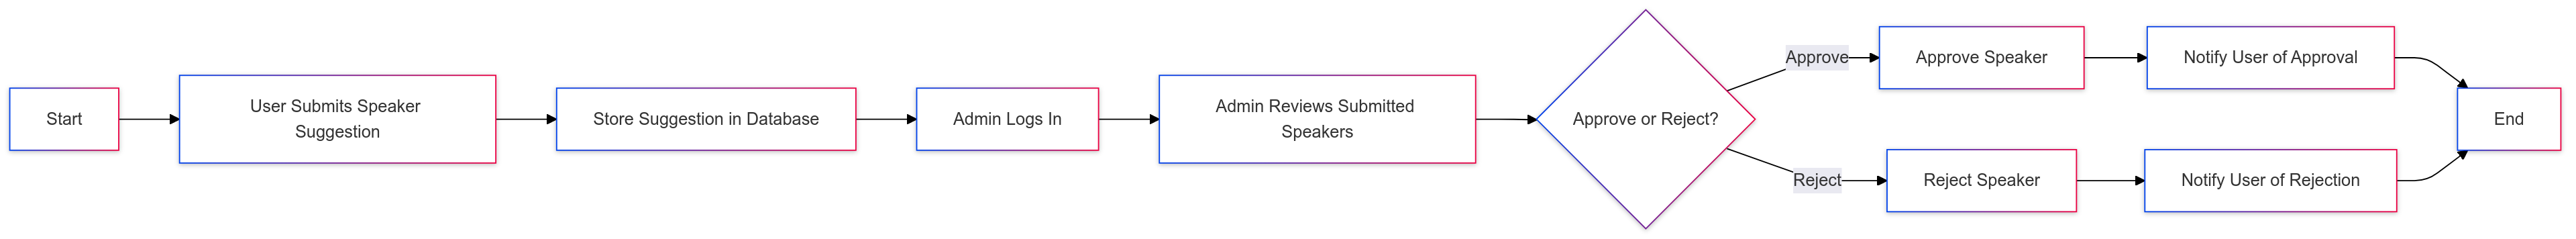 Start
User Submits Speaker
Suggestion
Store Suggestion in Database
Admin Logs In
Admin Reviews Submitted
Speakers
Approve or Reject?
Approve
Approve Speaker
Notify User of Approval
Reject
Reject Speaker
Notify User of Rejection
End